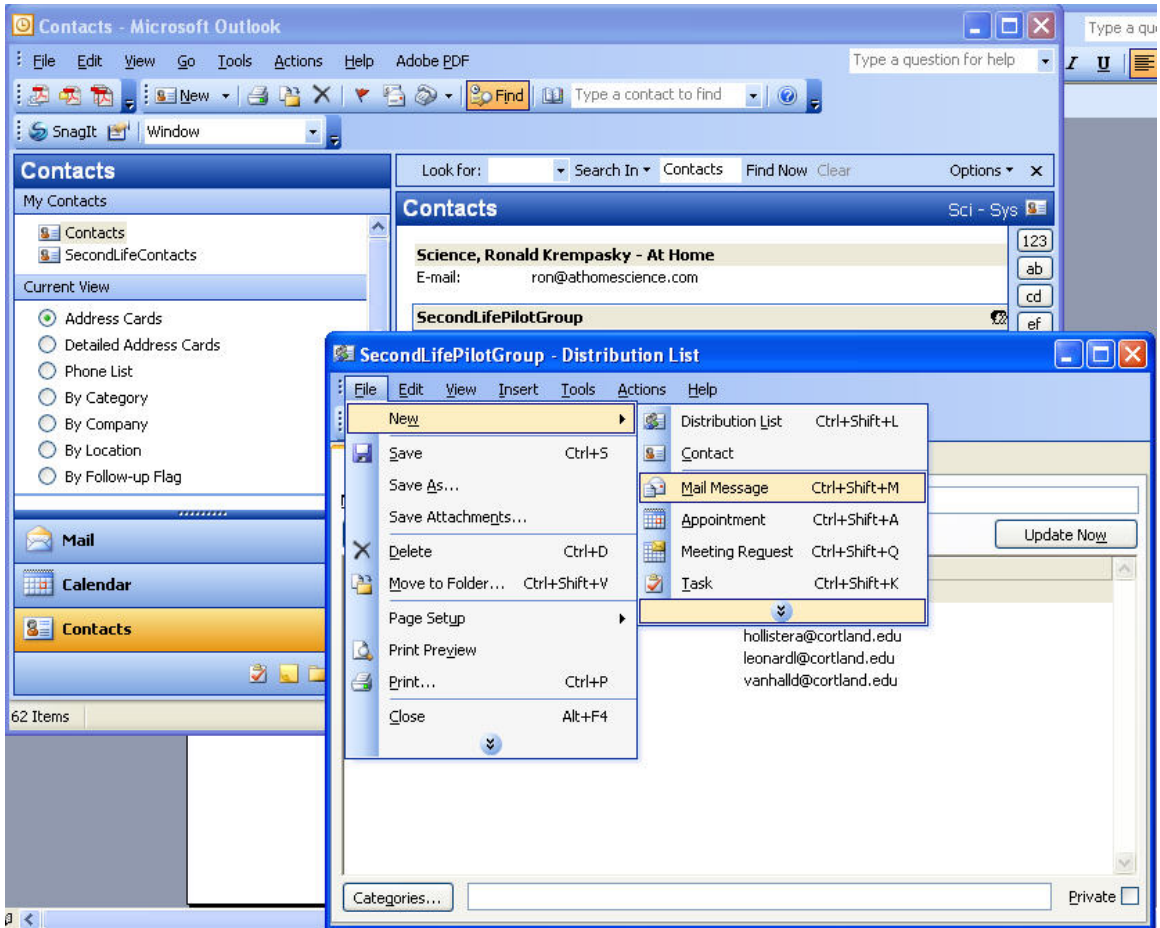 Contacts - Microsoft Outlook
Type a qu
File Edit View Go Tools Actions Help Adobe PDF Type a question for help
I U
New Find Type a contact to find
SnagIt Window
Contacts
Look for: Search In Contacts Find Now Clear Options
My Contacts
Contacts Sci - Sys
Contacts
SecondLifeContacts
123
ab
cd
ef
Science, Ronald Krempasky - At Home
E-mail: ron@athomescience.com
SecondLifePilotGroup
Current View
Address Cards
Detailed Address Cards
Phone List
By Category
By Company
By Location
By Follow-up Flag
Mail
Calendar
Contacts
62 Items
SecondLifePilotGroup - Distribution List
File Edit View Insert Tools Actions Help
New
Save Ctrl+S
Save As...
Save Attachments...
Delete Ctrl+D
Move to Folder... Ctrl+Shift+V
Page Setup
Print Preview
Print... Ctrl+P
Close Alt+F4
Distribution List Ctrl+Shift+L
Contact
Mail Message Ctrl+Shift+M
Appointment Ctrl+Shift+A
Meeting Request Ctrl+Shift+Q
Task Ctrl+Shift+K
Update Now
hollistera@cortland.edu
leonardl@cortland.edu
vanhalld@cortland.edu
Categories... Private